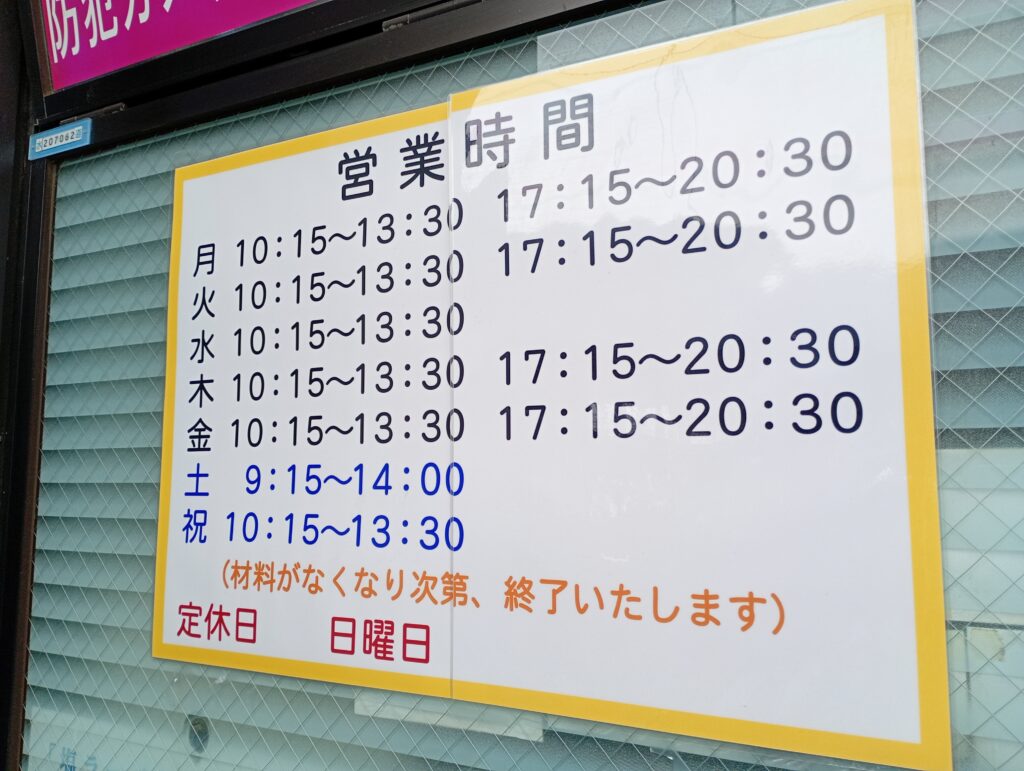 防犯カメ
207062
営業時間
月 10:15〜13:30 17:15〜20:30
火 10:15〜13:30 17:15〜20:30
水 10:15〜13:30
木 10:15〜13:30 17:15〜20:30
金 10:15〜13:30 17:15〜20:30
土 9:15〜14:00
祝 10:15〜13:30
(材料がなくなり次第、終了いたします)
定休日 日曜日